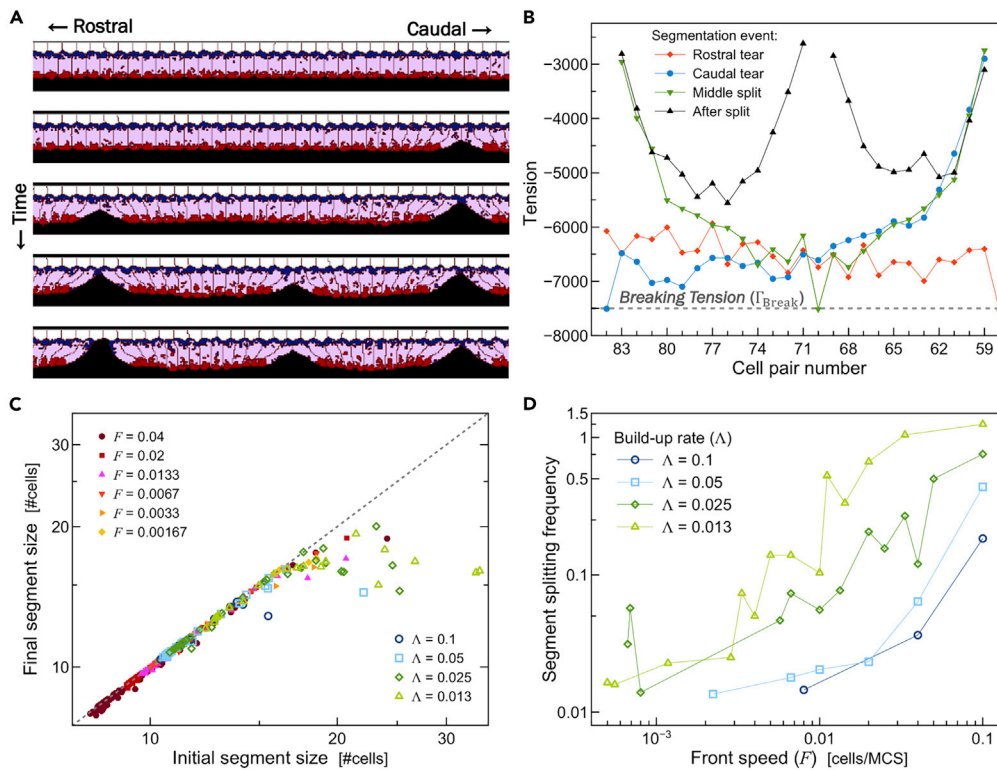 A
← Rostral
Caudal →
← Time
B
Segmentation event:
Rostral tear
Caudal tear
Middle split
After split
Tension
−3000
−4000
−5000
−6000
−7000
−8000
Breaking Tension (Γ_Break)
83 80 77 74 71 68 65 62 59
Cell pair number
C
F = 0.04
F = 0.02
F = 0.0133
F = 0.0067
F = 0.0033
F = 0.00167
Λ = 0.1
Λ = 0.05
Λ = 0.025
Λ = 0.013
Final segment size [#cells]
30
20
10
10 20 30
Initial segment size [#cells]
D
Build-up rate (Λ)
Λ = 0.1
Λ = 0.05
Λ = 0.025
Λ = 0.013
Segment splitting frequency
1.5
1
0.5
0.1
0.01
10⁻³ 0.01 0.1
Front speed (F) [cells/MCS]